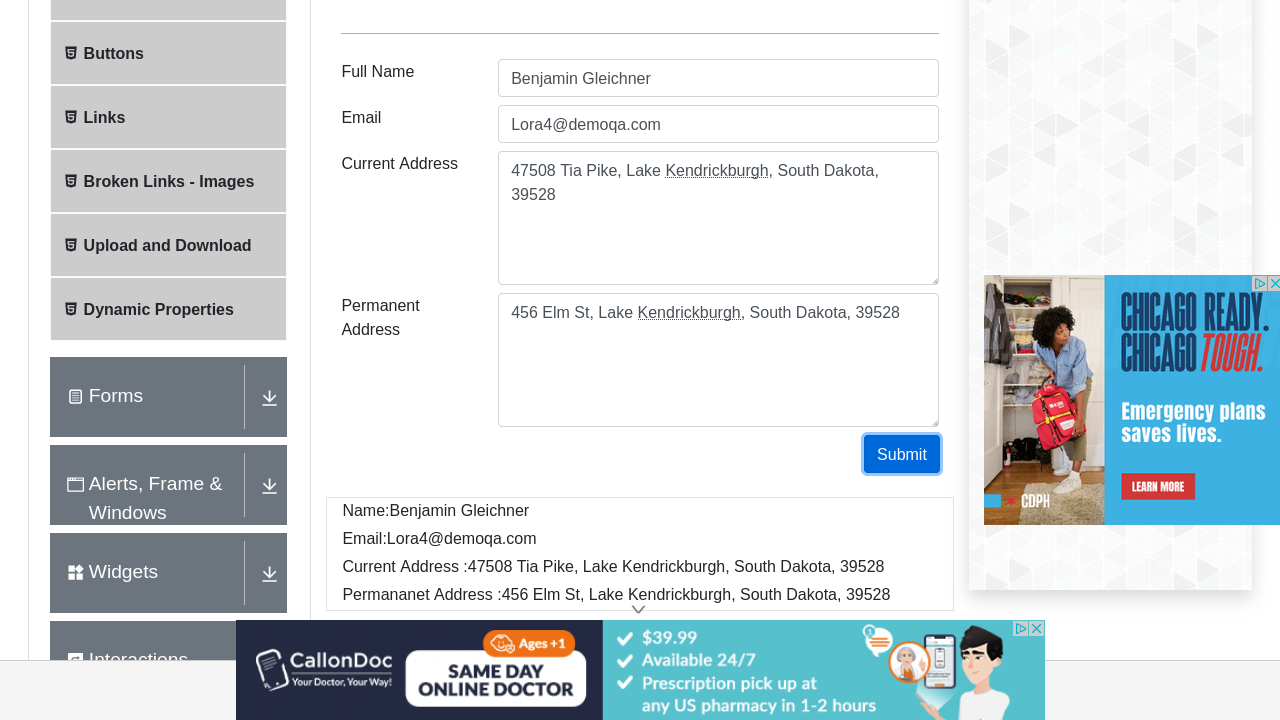 Buttons
Links
Broken Links - Images
Upload and Download
Dynamic Properties
Forms
Alerts, Frame &
Windows
Widgets
Interactions
Full Name
Benjamin Gleichner
Email
Lora4@demoqa.com
Current Address
47508 Tia Pike, Lake Kendrickburgh, South Dakota,
39528
Permanent
Address
456 Elm St, Lake Kendrickburgh, South Dakota, 39528
Submit
Name:Benjamin Gleichner
Email:Lora4@demoqa.com
Current Address :47508 Tia Pike, Lake Kendrickburgh, South Dakota, 39528
Permananet Address :456 Elm St, Lake Kendrickburgh, South Dakota, 39528
CHICAGO READY.
CHICAGO TOUGH.
Emergency plans
saves lives.
LEARN MORE
CDPH
CallonDoc
Your Doctor, Your Way!
Ages +1
SAME DAY
ONLINE DOCTOR
$39.99
Available 24/7
Prescription pick up at
any US pharmacy in 1-2 hours